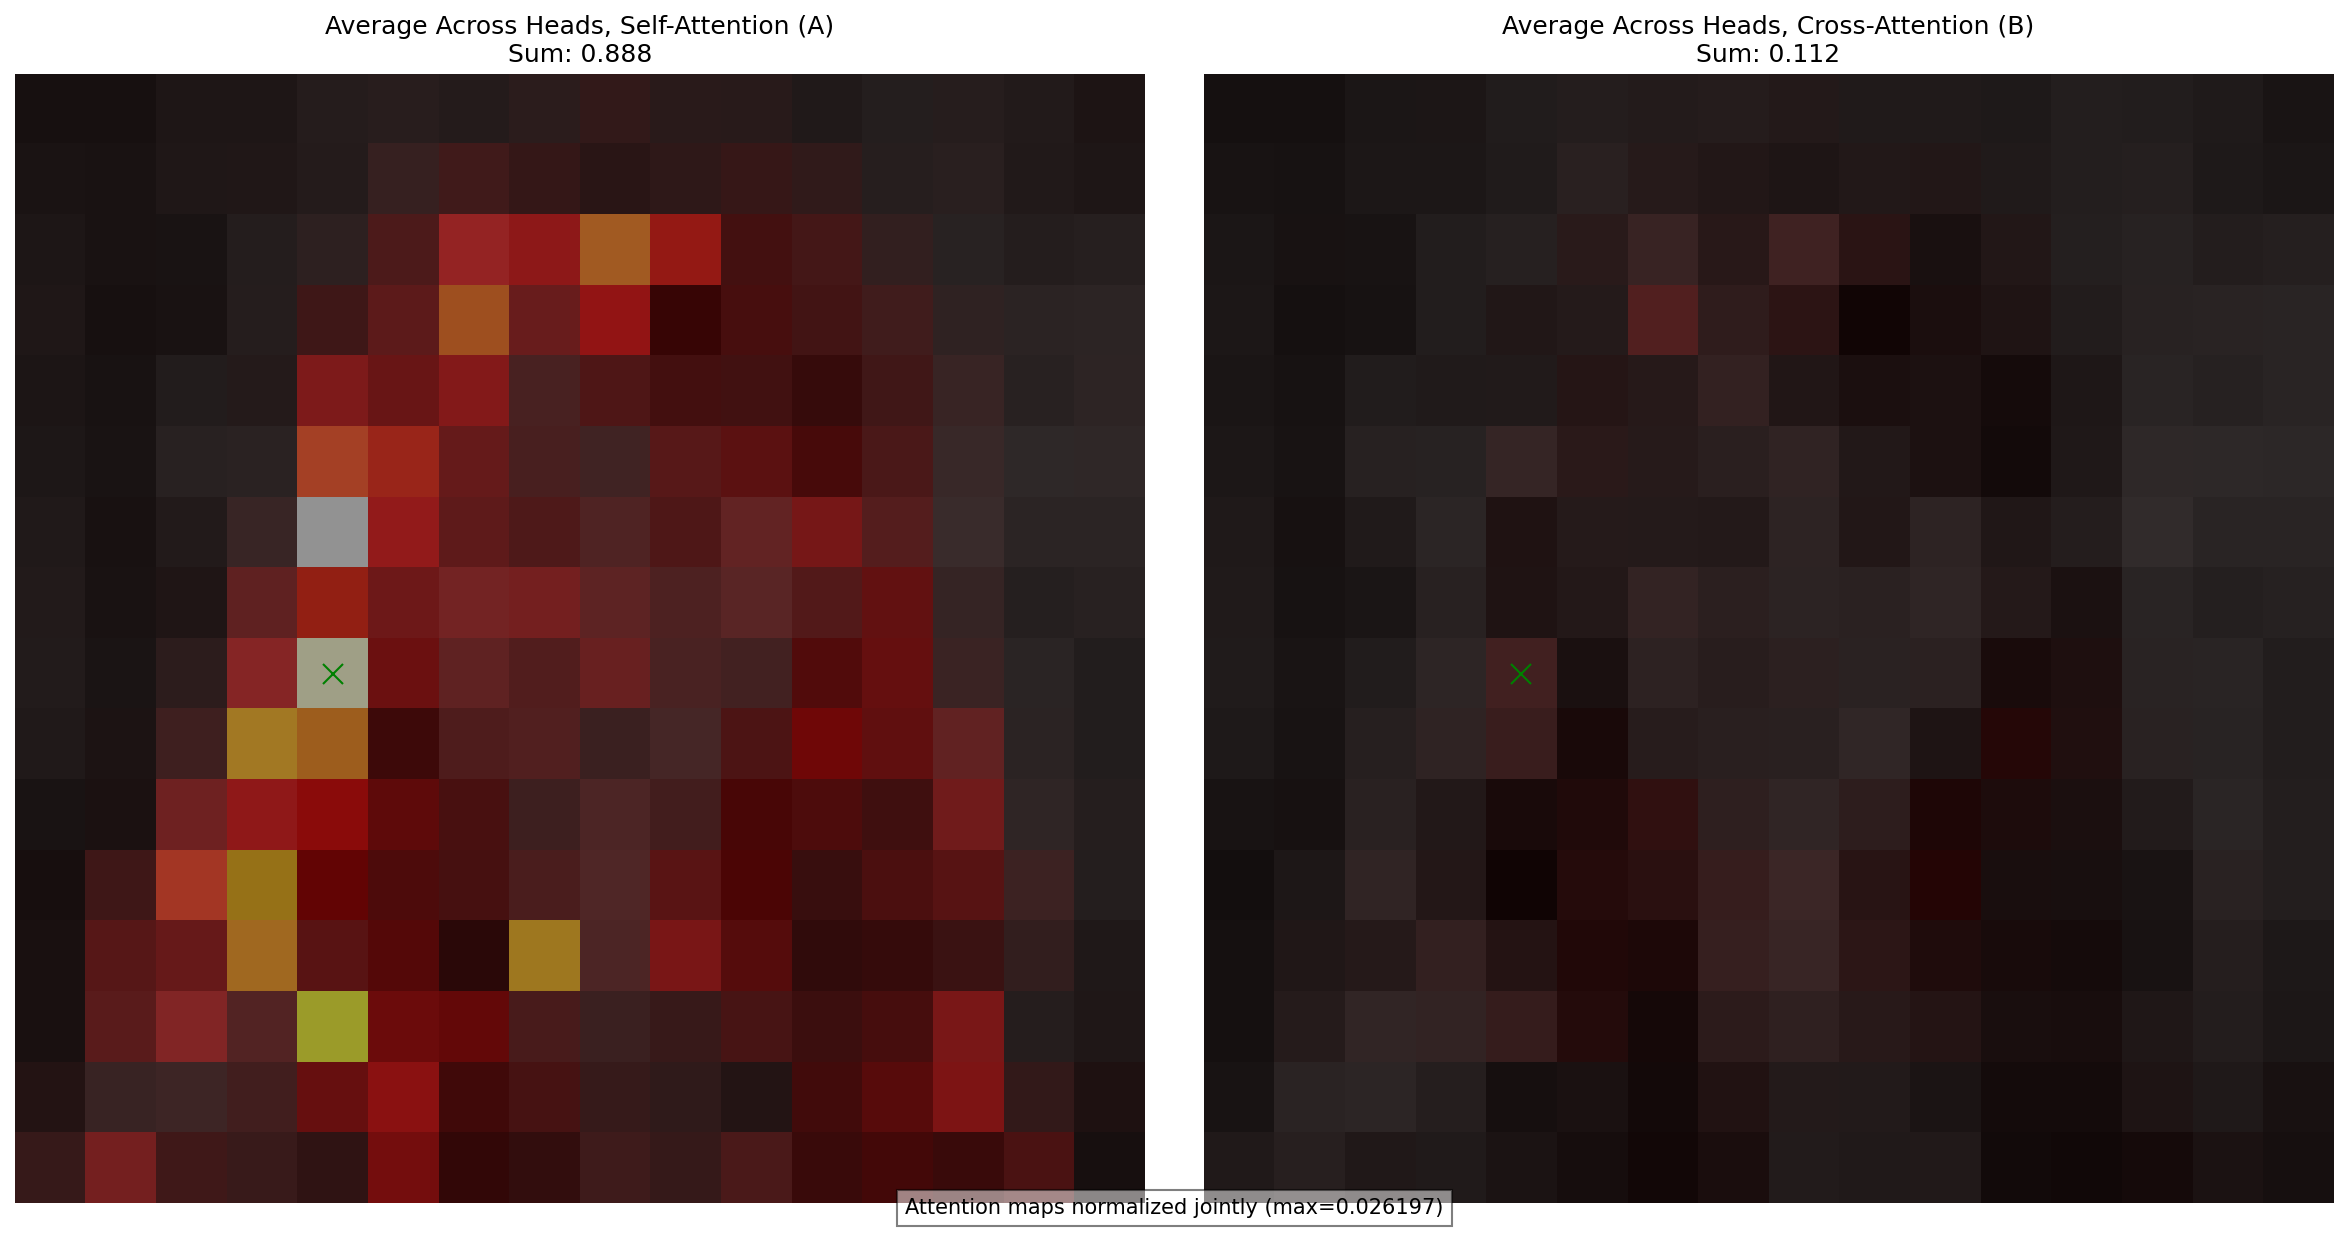 Average Across Heads, Self-Attention (A)
Sum: 0.888
Average Across Heads, Cross-Attention (B)
Sum: 0.112
Attention maps normalized jointly (max=0.026197)